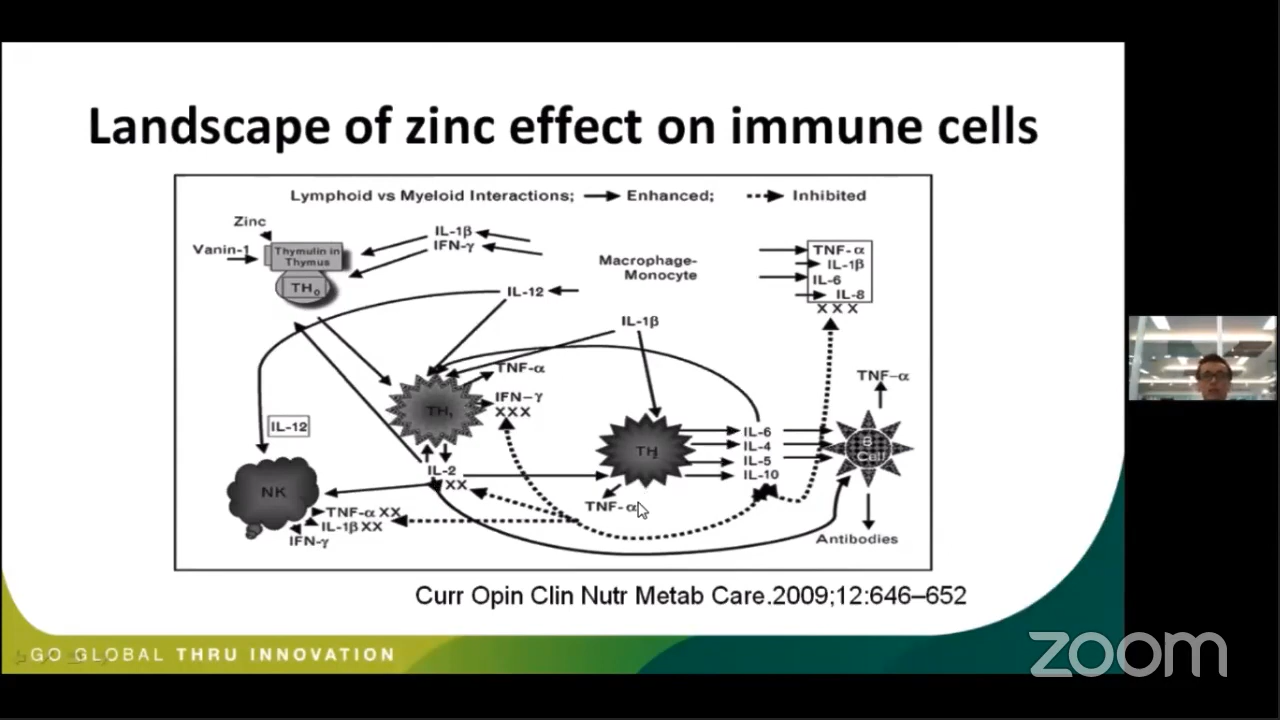 Landscape of zinc effect on immune cells
Lymphoid vs Myeloid Interactions; Enhanced; Inhibited
Zinc
Vanin-1
Thymulin in
Thymus
TH0
IL-1β
IFN-γ
Macrophage-
Monocyte
TNF-α
IL-1β
IL-6
IL-8
XXX
IL-12
IL-1β
TNF-α
IFN-γ
XXX
TH1
IL-12
NK
IL-2
XX
TNF-α XX
IL-1β XX
IFN-γ
TH2
TNF-α
IL-6
IL-4
IL-5
IL-10
TNF-α
B
Cell
Antibodies
Curr Opin Clin Nutr Metab Care.2009;12:646–652
GO GLOBAL THRU INNOVATION
zoom